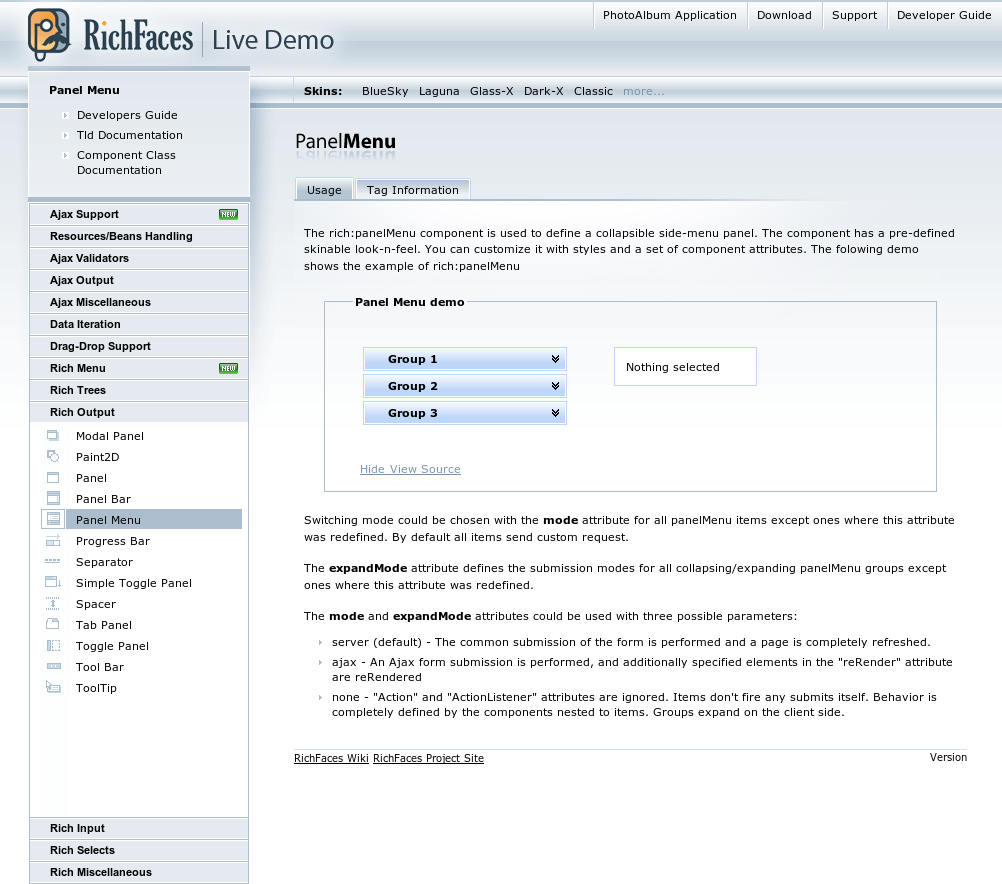 PhotoAlbum Application Download Support Developer Guide
RichFaces Live Demo
Skins: BlueSky Laguna Glass-X Dark-X Classic more...
Panel Menu
Developers Guide
Tld Documentation
Component Class
Documentation
Ajax Support NEW
Resources/Beans Handling
Ajax Validators
Ajax Output
Ajax Miscellaneous
Data Iteration
Drag-Drop Support
Rich Menu NEW
Rich Trees
Rich Output
Modal Panel
Paint2D
Panel
Panel Bar
Panel Menu
Progress Bar
Separator
Simple Toggle Panel
Spacer
Tab Panel
Toggle Panel
Tool Bar
ToolTip
Rich Input
Rich Selects
Rich Miscellaneous
PanelMenu
Usage Tag Information
The rich:panelMenu component is used to define a collapsible side-menu panel. The component has a pre-defined
skinable look-n-feel. You can customize it with styles and a set of component attributes. The folowing demo
shows the example of rich:panelMenu
Panel Menu demo
Group 1
Group 2
Group 3
Nothing selected
Hide View Source
Switching mode could be chosen with the mode attribute for all panelMenu items except ones where this attribute
was redefined. By default all items send custom request.
The expandMode attribute defines the submission modes for all collapsing/expanding panelMenu groups except
ones where this attribute was redefined.
The mode and expandMode attributes could be used with three possible parameters:
server (default) - The common submission of the form is performed and a page is completely refreshed.
ajax - An Ajax form submission is performed, and additionally specified elements in the "reRender" attribute
are reRendered
none - "Action" and "ActionListener" attributes are ignored. Items don't fire any submits itself. Behavior is
completely defined by the components nested to items. Groups expand on the client side.
RichFaces Wiki RichFaces Project Site Version